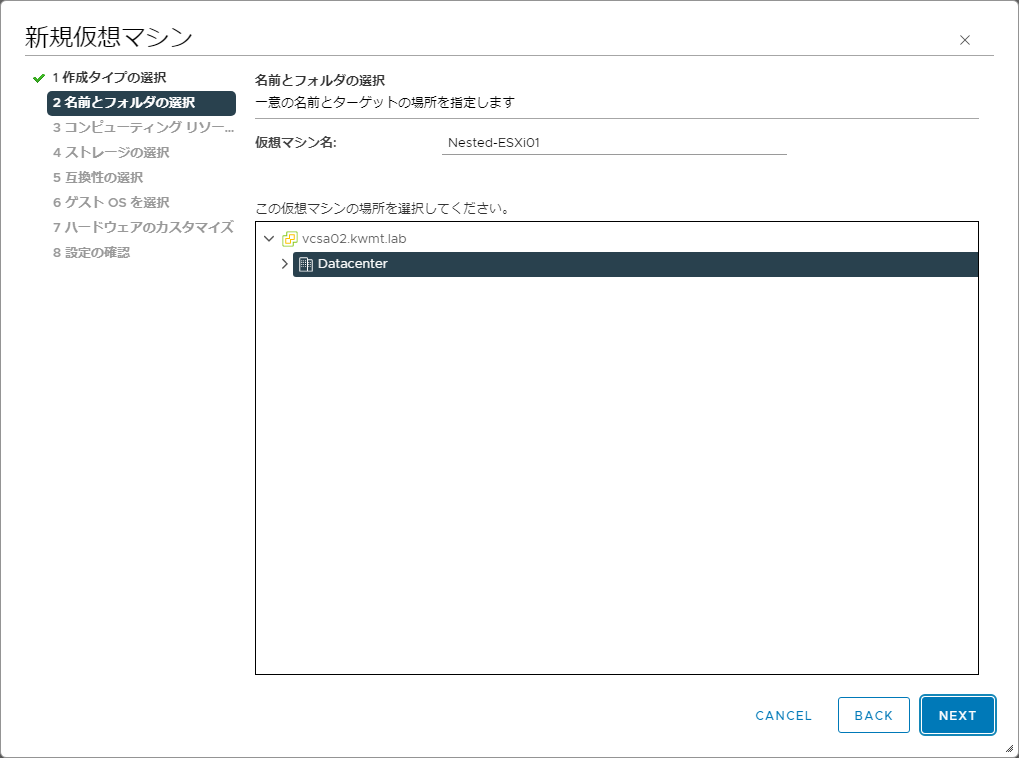 新規仮想マシン
1 作成タイプの選択
2 名前とフォルダの選択
3 コンピューティング リソー...
4 ストレージの選択
5 互換性の選択
6 ゲスト OS を選択
7 ハードウェアのカスタマイズ
8 設定の確認
名前とフォルダの選択
一意の名前とターゲットの場所を指定します
仮想マシン名: Nested-ESXi01
この仮想マシンの場所を選択してください。
vcsa02.kwmt.lab
Datacenter
CANCEL BACK NEXT